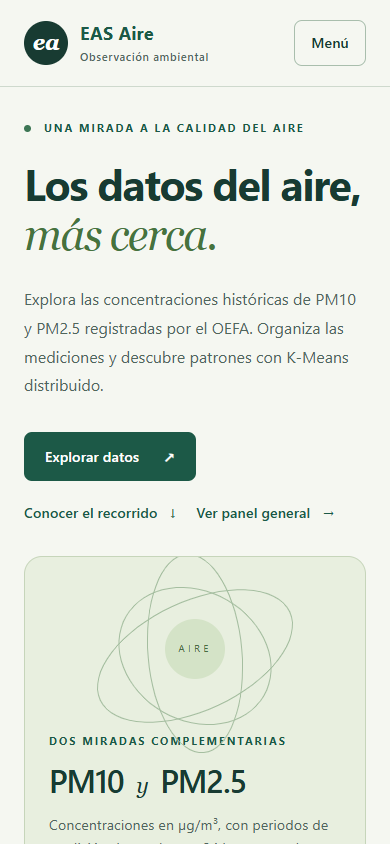 ea
EAS Aire
Observación ambiental
Menú
UNA MIRADA A LA CALIDAD DEL AIRE
Los datos del aire,
más cerca.
Explora las concentraciones históricas de PM10
y PM2.5 registradas por el OEFA. Organiza las
mediciones y descubre patrones con K-Means
distribuido.
Explorar datos ↗
Conocer el recorrido ↓ Ver panel general →
AIRE
DOS MIRADAS COMPLEMENTARIAS
PM10 y PM2.5
Concentraciones en µg/m³, con periodos de